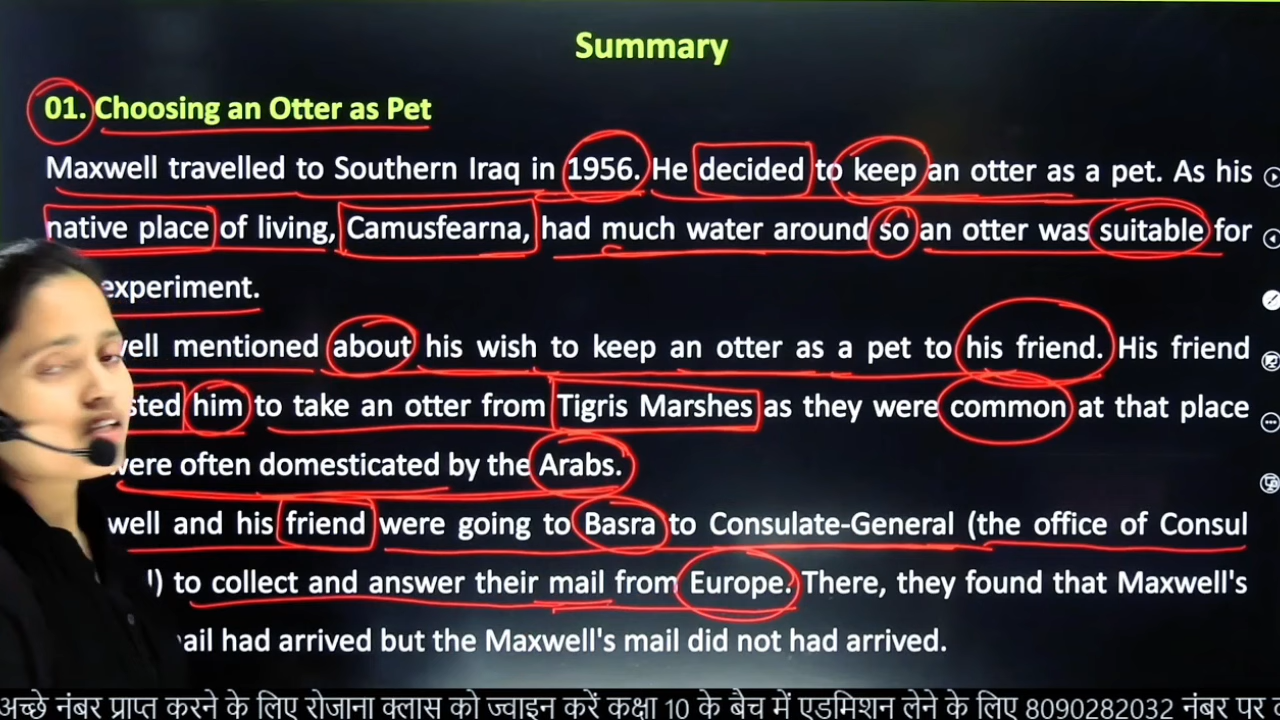 Summary
01. Choosing an Otter as Pet
Maxwell travelled to Southern Iraq in 1956. He decided to keep an otter as a pet. As his
native place of living, Camusfearna, had much water around so an otter was suitable for
experiment.
mentioned about his wish to keep an otter as a pet to his friend. His friend
him to take an otter from Tigris Marshes as they were common at that place
were often domesticated by the Arabs.
and his friend were going to Basra to Consulate-General (the office of Consul
) to collect and answer their mail from Europe. There, they found that Maxwell's
had arrived but the Maxwell's mail did not had arrived.
अच्छे नंबर प्राप्त करने के लिए रोजाना क्लास को ज्वाइन करें कक्षा 10 के बैच में एडमिशन लेने के लिए 8090282032 नंबर पर